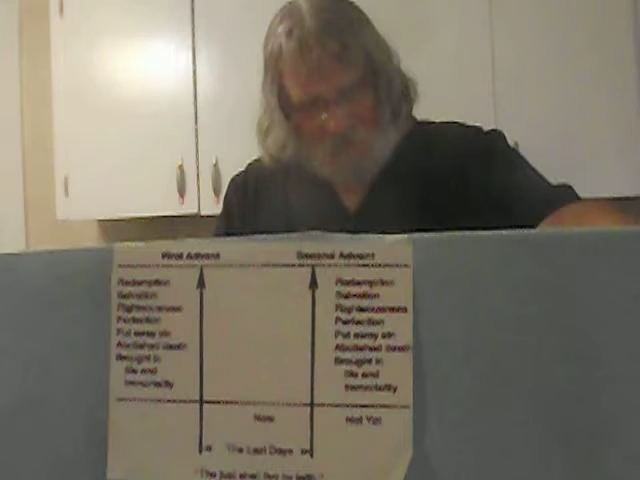 First Advent Second Advent
Redemption Redemption
Salvation Salvation
Righteousness Righteousness
Perfection Perfection
Put away sin Put away sin
Abolished death Abolished death
Brought in Brought in
life and life and
immortality immortality
Now Not Yet
The Last Days
"The just shall live by faith."